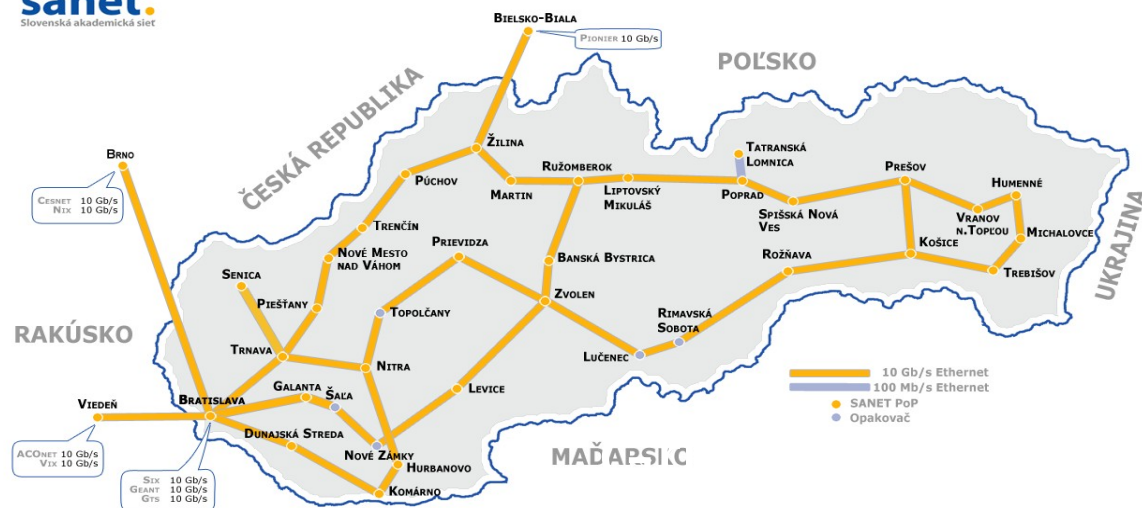 sanet.
Slovenská akademická sieť
BIELSKO-BIALA
PIONIER 10 Gb/s
POĽSKO
ČESKÁ REPUBLIKA
BRNO
CESNET 10 Gb/s
NIX 10 Gb/s
ŽILINA
PÚCHOV
MARTIN
RUŽOMBEROK
LIPTOVSKÝ
MIKULÁŠ
TATRANSKÁ
LOMNICA
POPRAD
SPIŠSKÁ NOVÁ
VES
PREŠOV
HUMENNÉ
VRANOV
N.TOPĽOU
MICHALOVCE
TREBIŠOV
KOŠICE
UKRAJINA
TRENČÍN
NOVÉ MESTO
NAD VÁHOM
PRIEVIDZA
BANSKÁ BYSTRICA
ROŽŇAVA
SENICA
PIEŠŤANY
TOPOLČANY
ZVOLEN
RIMAVSKÁ
SOBOTA
LUČENEC
RAKÚSKO
TRNAVA
NITRA
LEVICE
GALANTA
ŠAĽA
VIEDEŇ
BRATISLAVA
DUNAJSKÁ STREDA
NOVÉ ZÁMKY
HURBANOVO
KOMÁRNO
ACONET 10 Gb/s
VIX 10 Gb/s
SIX 10 Gb/s
GEANT 10 Gb/s
GTS 10 Gb/s
10 Gb/s Ethernet
100 Mb/s Ethernet
SANET PoP
Opakovač